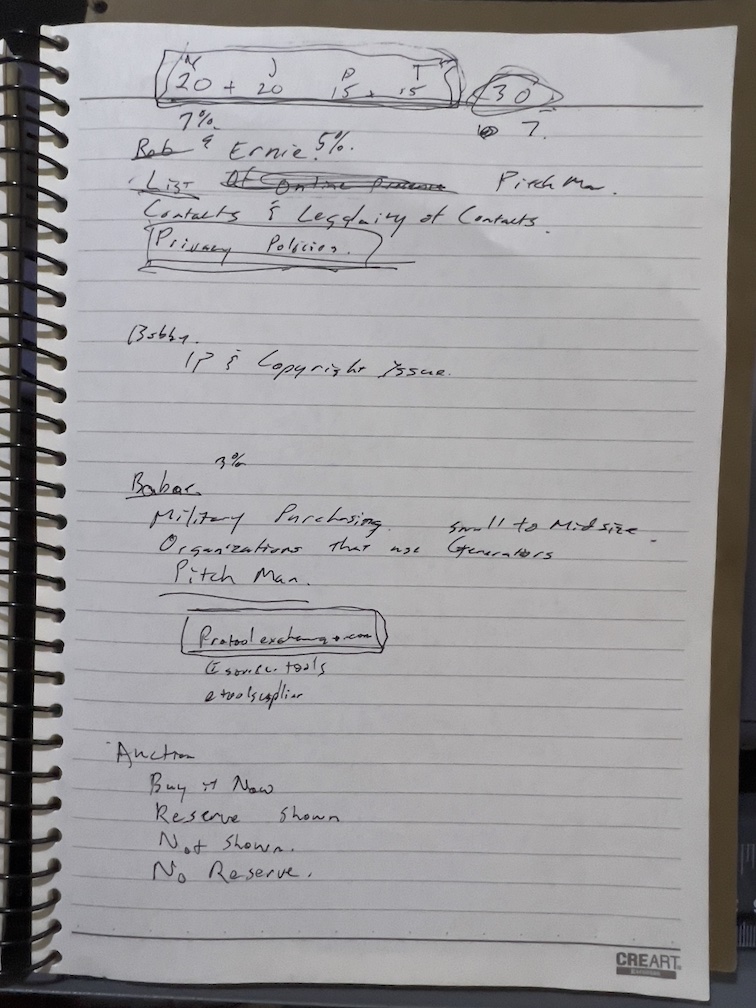 N J P T
20 + 20 15 + 15 30
7% 7
Rob & Ernie. 5%.
List Of Online Presence Pitch Man.
Contacts & Legality of Contacts.
Privacy Policies.
Bobby.
IP & Copyright Issue.
3%
Babac
Military Purchasing. Small to Midsize.
Organizations that use Generators
Pitch Man.
Protoolexchange.com
Eservice.tools
etoolsupplier
Auction
Buy it Now
Reserve Shown
Not Shown.
No Reserve.
CREART